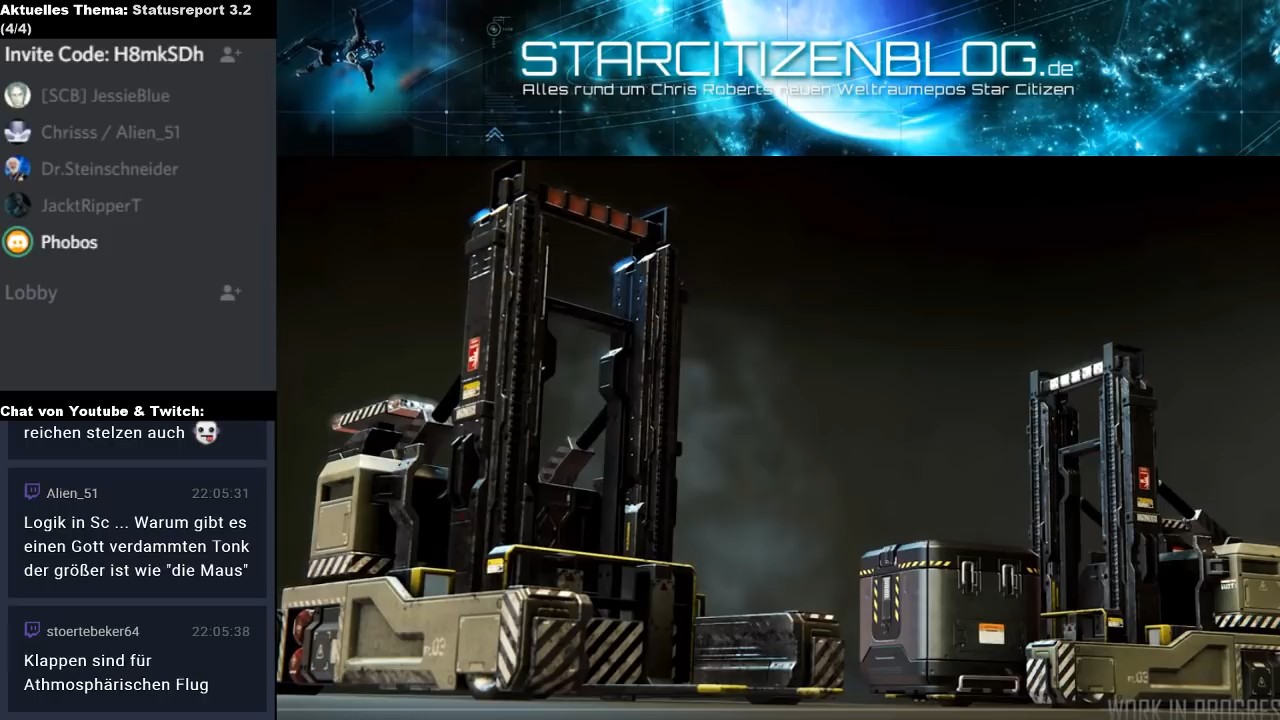 Aktuelles Thema: Statusreport 3.2
(4/4)
Invite Code: H8mkSDh
[SCB] JessieBlue
Chrisss / Alien_51
Dr.Steinschneider
JacktRipperT
Phobos
Lobby
Chat von Youtube & Twitch:
reichen stelzen auch
Alien_51 22:05:31
Logik in Sc ... Warum gibt es
einen Gott verdammten Tonk
der größer ist wie "die Maus"
stoertebeker64 22:05:38
Klappen sind für
Athmosphärischen Flug
STARCITIZENBLOG.de
Alles rund um Chris Roberts neuen Weltraumepos Star Citizen
WORK IN PROGRES